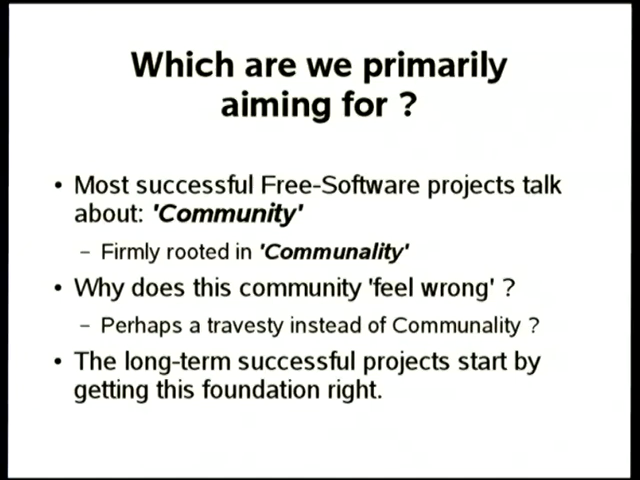 Which are we primarily
aiming for ?
• Most successful Free-Software projects talk
about: 'Community'
– Firmly rooted in 'Communality'
• Why does this community 'feel wrong' ?
– Perhaps a travesty instead of Communality ?
• The long-term successful projects start by
getting this foundation right.